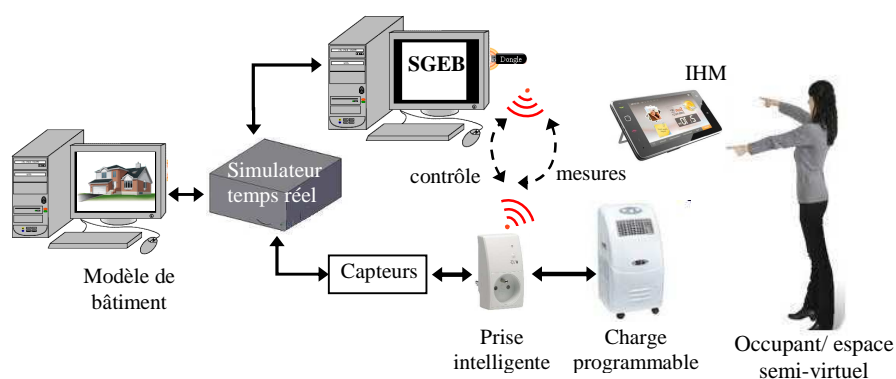 SGEB
Dongle
IHM
Simulateur
temps réel
contrôle
mesures
Capteurs
Modèle de
bâtiment
Prise
intelligente
Charge
programmable
Occupant/ espace
semi-virtuel